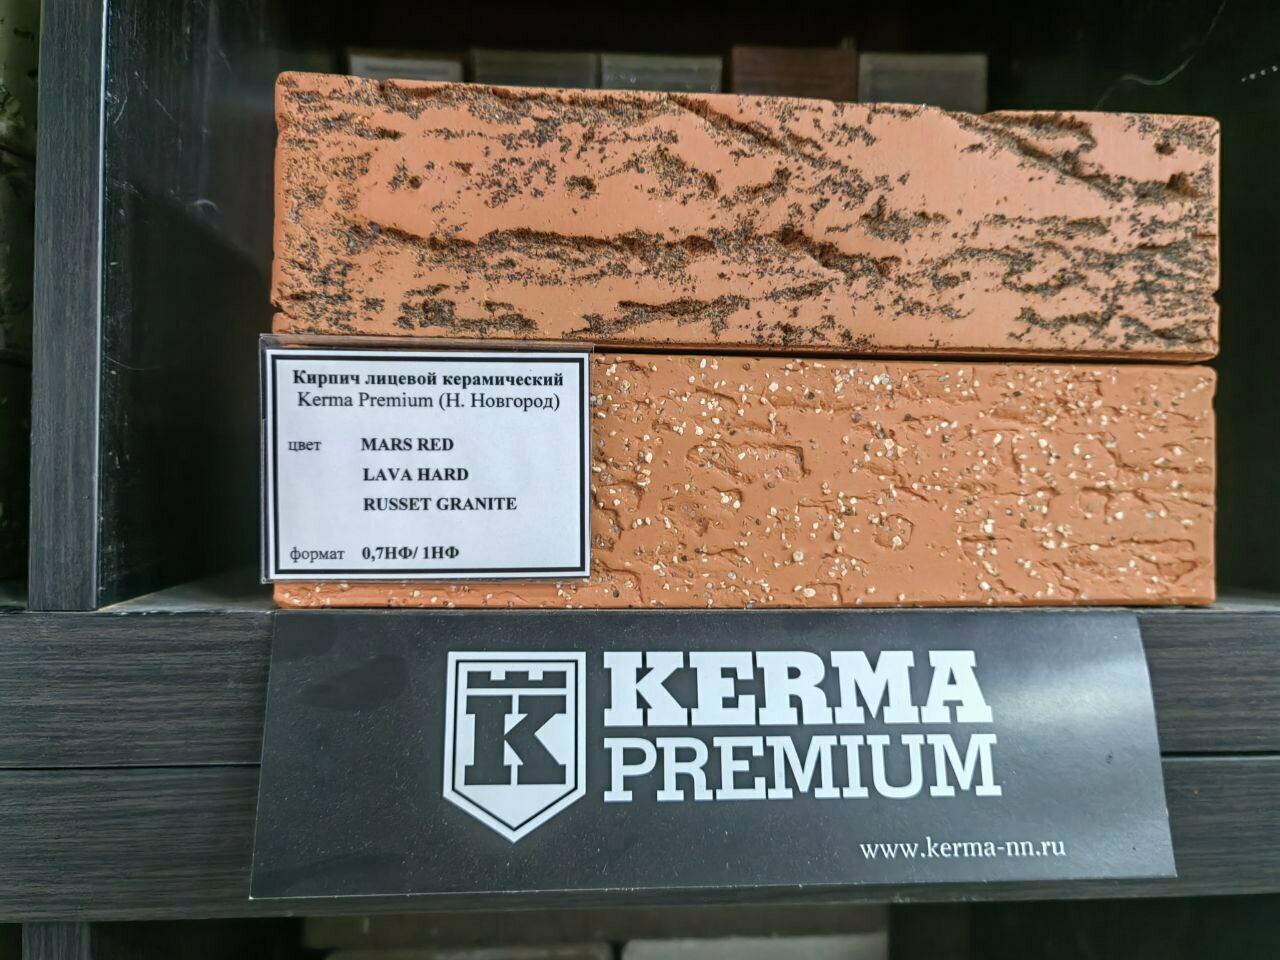 Кирпич лицевой керамический
Kerma Premium (Н. Новгород)
цвет MARS RED
LAVA HARD
RUSSET GRANITE
формат 0,7НФ/ 1НФ
K KERMA
PREMIUM
www.kerma-nn.ru